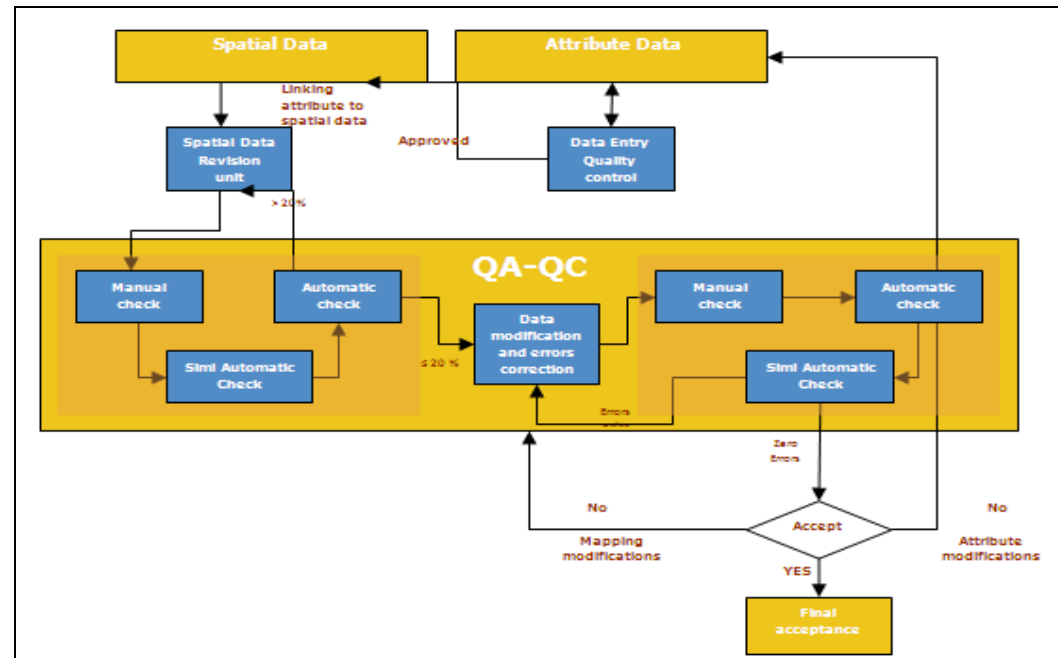 Spatial Data
Attribute Data
Linking
attribute to
spatial data
Approved
Spatial Data
Revision
unit
Data Entry
Quality
control
> 20%
QA-QC
Manual
check
Automatic
check
Simi Automatic
Check
≤ 20 %
Data
modification
and errors
correction
Manual
check
Automatic
check
Simi Automatic
Check
Errors
Zero
Errors
No
Mapping
modifications
Accept
No
Attribute
modifications
YES
Final
acceptance